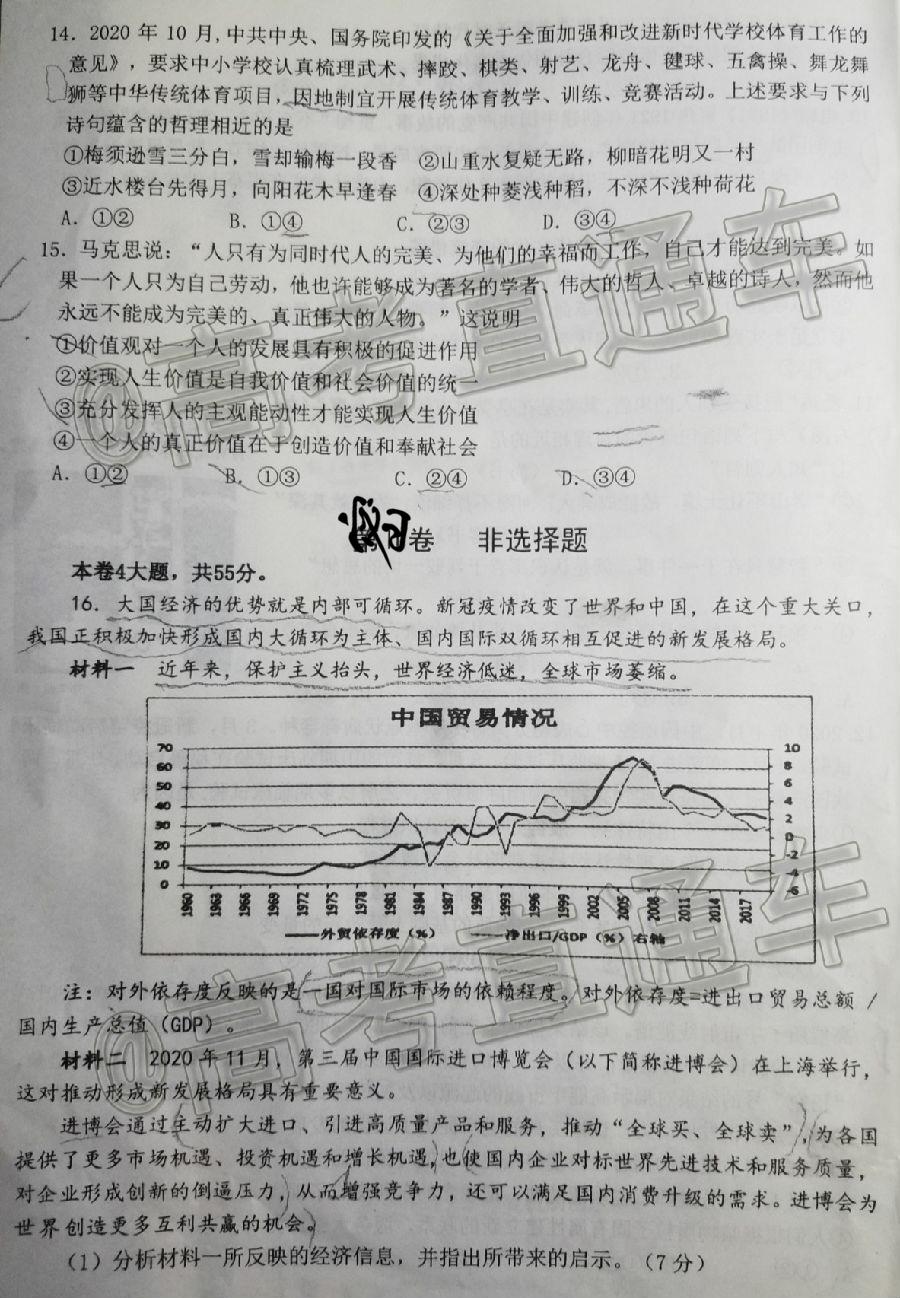 14. 2020 年 10 月,中共中央、国务院印发的《关于全面加强和改进新时代学校体育工作的
意见》，要求中小学校认真梳理武术、摔跤、棋类、射艺、龙舟、毽球、五禽操、舞龙舞
狮等中华传统体育项目，因地制宜开展传统体育教学、训练、竞赛活动。上述要求与下列
诗句蕴含的哲理相近的是
①梅须逊雪三分白，雪却输梅一段香 ②山重水复疑无路，柳暗花明又一村
③近水楼台先得月，向阳花木早逢春 ④深处种菱浅种稻，不深不浅种荷花
A. ①② B. ①④ C. ②③ D. ③④
15. 马克思说：“人只有为同时代人的完美、为他们的幸福而工作，自己才能达到完美。如
果一个人只为自己劳动，他也许能够成为著名的学者、伟大的哲人、卓越的诗人，然而他
永远不能成为完美的、真正伟大的人物。”这说明
①价值观对一个人的发展具有积极的促进作用
②实现人生价值是自我价值和社会价值的统一
③充分发挥人的主观能动性才能实现人生价值
④一个人的真正价值在于创造价值和奉献社会
A. ①② B. ①③ C. ②④ D. ③④
第 卷 非选择题
本卷4大题，共55分。
16. 大国经济的优势就是内部可循环。新冠疫情改变了世界和中国，在这个重大关口，
我国正积极加快形成国内大循环为主体、国内国际双循环相互促进的新发展格局。
材料一 近年来，保护主义抬头，世界经济低迷，全球市场萎缩。
中国贸易情况
70 60 50 40 30 20 10 0
10 8 6 4 2 0 -2 -4 -6
1960 1963 1966 1969 1972 1975 1978 1981 1984 1987 1990 1993 1996 1999 2002 2005 2008 2011 2014 2017
外贸依存度（%） 净出口/GDP（%）右轴
注：对外依存度反映的是一国对国际市场的依赖程度。对外依存度=进出口贸易总额 /
国内生产总值（GDP）。
材料二 2020 年 11 月，第三届中国国际进口博览会（以下简称进博会）在上海举行，
这对推动形成新发展格局具有重要意义。
进博会通过主动扩大进口、引进高质量产品和服务，推动“全球买、全球卖”，为各国
提供了更多市场机遇、投资机遇和增长机遇，也使国内企业对标世界先进技术和服务质量，
对企业形成创新的倒逼压力，从而增强竞争力，还可以满足国内消费升级的需求。进博会为
世界创造更多互利共赢的机会。
（1）分析材料一所反映的经济信息，并指出所带来的启示。（7 分）
@高考直通车
@高考直通车